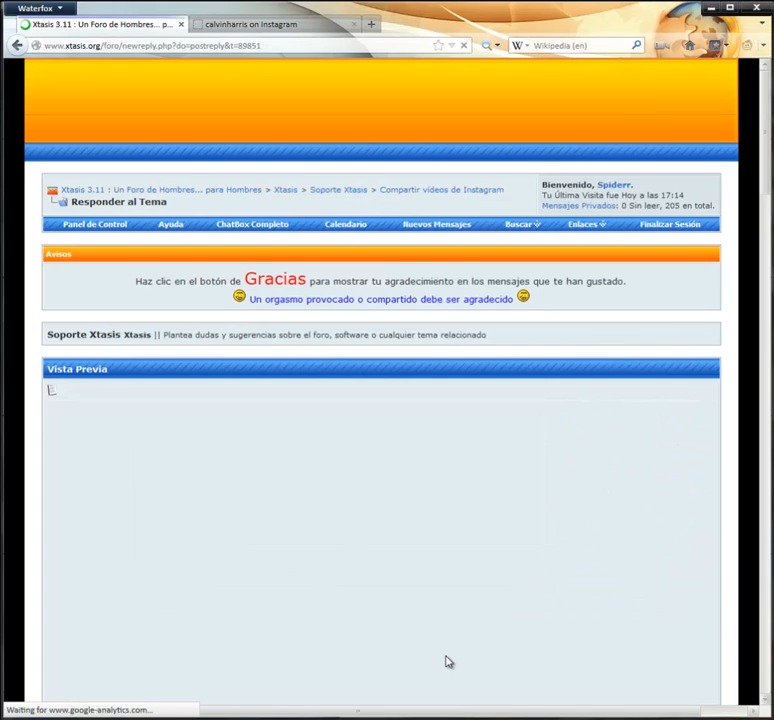 Waterfox
Xtasis 3.11 : Un Foro de Hombres... p...
calvinharris on Instagram
www.xtasis.org/foro/newreply.php?do=postreply&t=89851
Wikipedia (en)
Xtasis 3.11 : Un Foro de Hombres... para Hombres > Xtasis > Soporte Xtasis > Compartir vídeos de Instagram
Responder al Tema
Bienvenido, Spiderr.
Tu Última Visita fue Hoy a las 17:14
Mensajes Privados: 0 Sin leer, 205 en total.
Panel de Control Ayuda ChatBox Completo Calendario Nuevos Mensajes Buscar Enlaces Finalizar Sesión
Avisos
Haz clic en el botón de Gracias para mostrar tu agradecimiento en los mensajes que te han gustado.
Un orgasmo provocado o compartido debe ser agradecido
Soporte Xtasis Xtasis || Plantea dudas y sugerencias sobre el foro, software o cualquier tema relacionado
Vista Previa
Waiting for www.google-analytics.com...